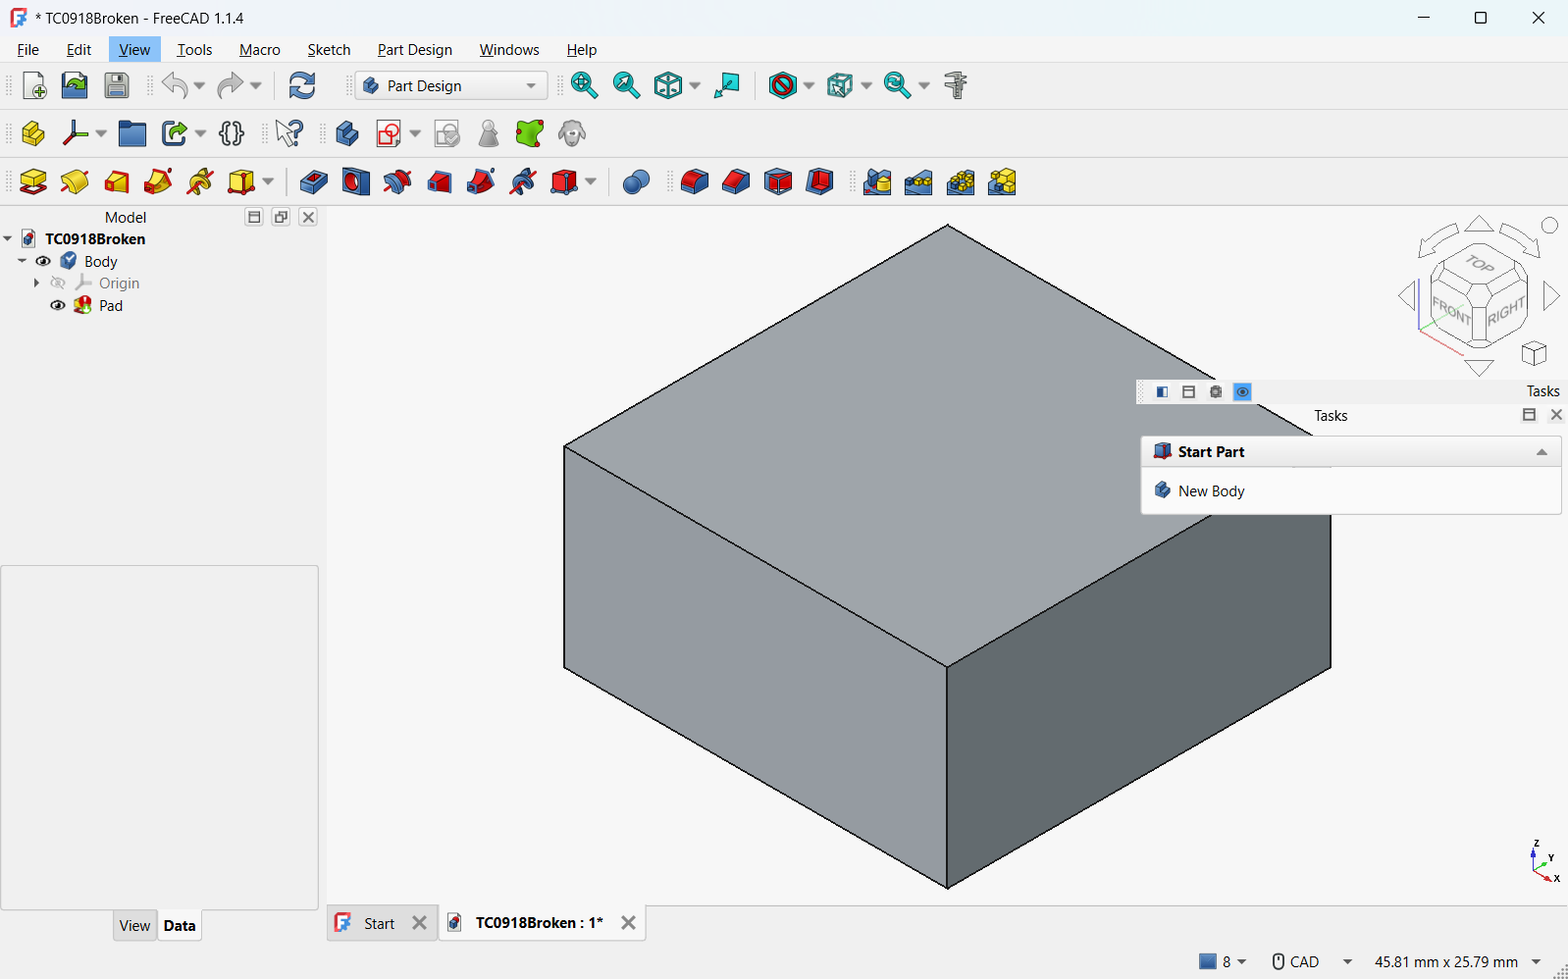 * TC0918Broken - FreeCAD 1.1.4
File Edit View Tools Macro Sketch Part Design Windows Help
Part Design
Model
TC0918Broken
Body
Origin
Pad
TOP
FRONT
RIGHT
Tasks
Tasks
Start Part
New Body
Z
Y
X
View Data
Start
TC0918Broken : 1*
8
CAD
45.81 mm x 25.79 mm